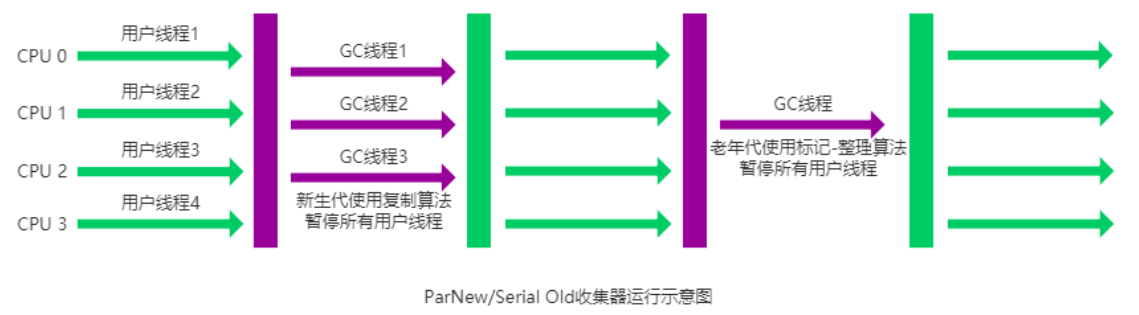 CPU 0
用户线程1
CPU 1
用户线程2
CPU 2
用户线程3
CPU 3
用户线程4
GC线程1
GC线程2
GC线程3
新生代使用复制算法
暂停所有用户线程
GC线程
老年代使用标记-整理算法
暂停所有用户线程
ParNew/Serial Old收集器运行示意图